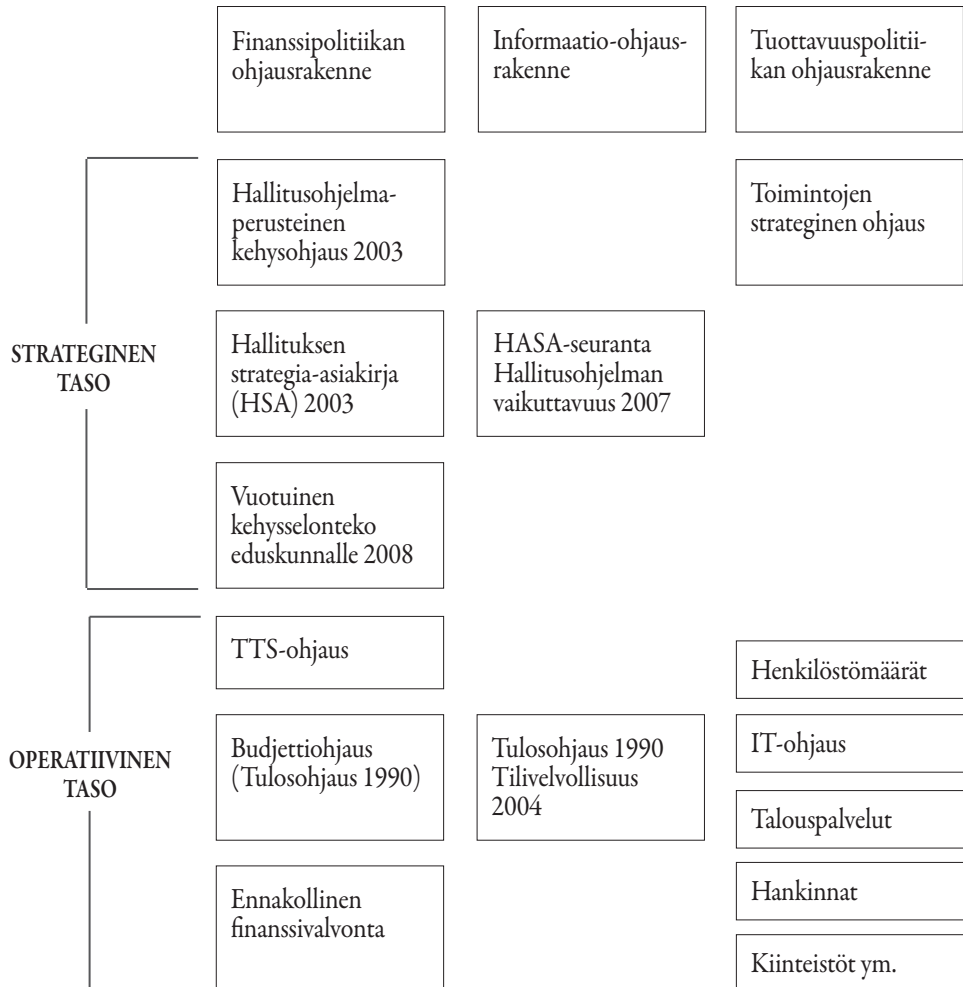 Finanssipolitiikan
ohjausrakenne
Informaatio-ohjaus-
rakenne
Tuottavuuspolitii-
kan ohjausrakenne
STRATEGINEN
TASO
Hallitusohjelma-
perusteinen
kehysohjaus 2003
Toimintojen
strateginen ohjaus
Hallituksen
strategia-asiakirja
(HSA) 2003
HASA-seuranta
Hallitusohjelman
vaikuttavuus 2007
Vuotuinen
kehysselonteko
eduskunnalle 2008
OPERATIIVINEN
TASO
TTS-ohjaus
Budjettiohjaus
(Tulosohjaus 1990)
Tulosohjaus 1990
Tilivelvollisuus
2004
Ennakollinen
finanssivalvonta
Henkilöstömäärät
IT-ohjaus
Talouspalvelut
Hankinnat
Kiinteistöt ym.